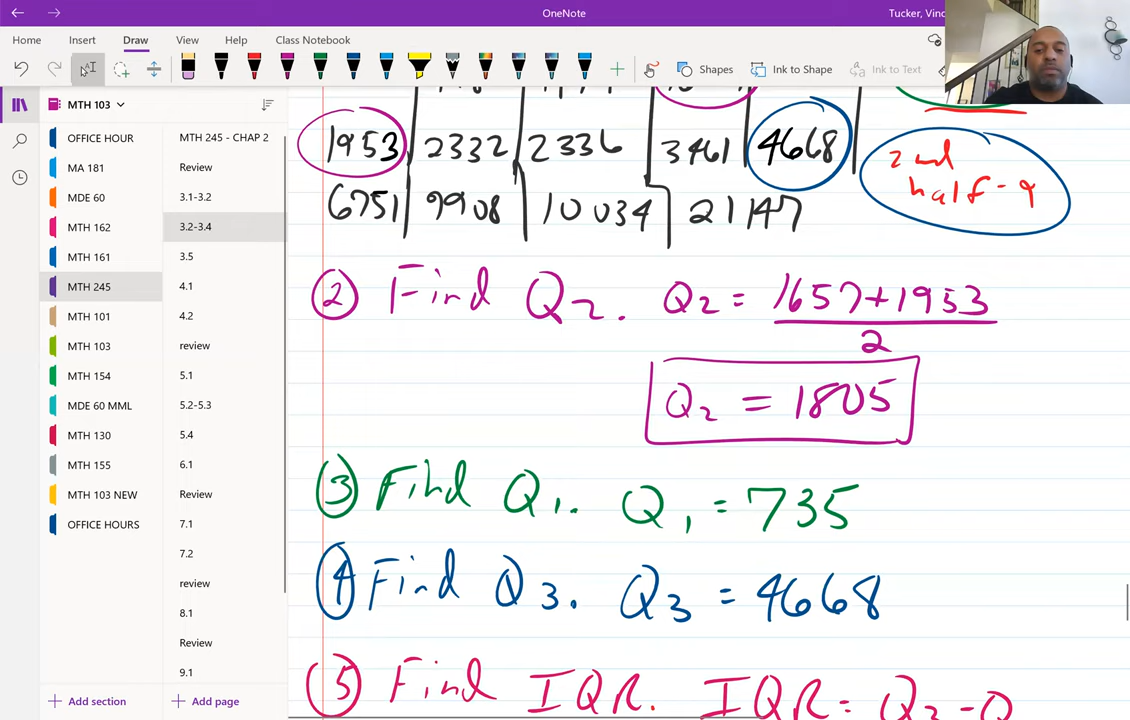 OneNote
Tucker, Vinc
Home Insert Draw View Help Class Notebook
Shapes Ink to Shape Ink to Text
MTH 103
OFFICE HOUR
MA 181
MDE 60
MTH 162
MTH 161
MTH 245
MTH 101
MTH 103
MTH 154
MDE 60 MML
MTH 130
MTH 155
MTH 103 NEW
OFFICE HOURS
Add section
MTH 245 - CHAP 2
Review
3.1-3.2
3.2-3.4
3.5
4.1
4.2
review
5.1
5.2-5.3
5.4
6.1
Review
7.1
7.2
review
8.1
Review
9.1
Add page
1953 2332 2336 3461 4668
6751 9908 10034 21147
2nd
half - 9
② Find Q2. Q2 = 1657+1953
2
Q2 = 1805
③ Find Q1. Q1 = 735
④ Find Q3. Q3 = 4668
⑤ Find IQR. IQR = Q3 - Q